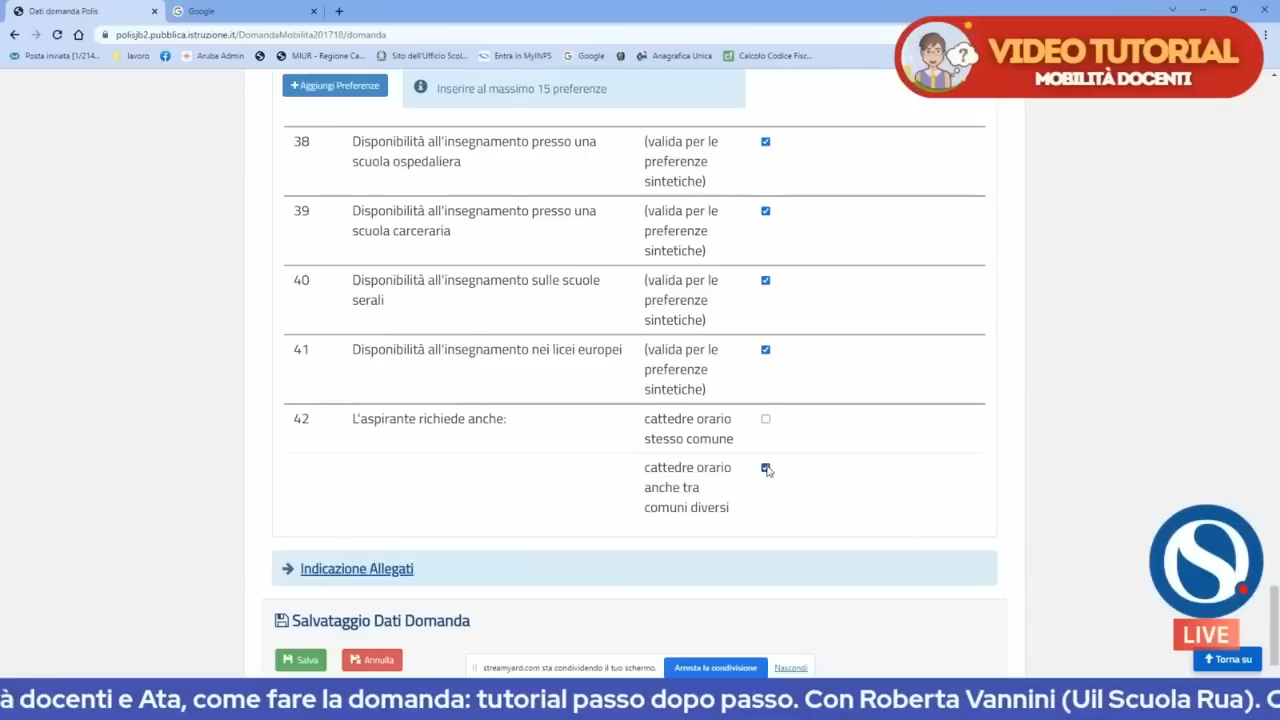 Dati domanda Polis
Google
polisjb2.pubblica.istruzione.it/DomandaMobilita201718/domanda
Posta inviata [1/214... lavoro Aruba Admin MIUR - Regione Ca... Sito dell'Ufficio Scol... Entra in MyINPS Google Anagrafica Unica Calcolo Codice Fisc...
VIDEO TUTORIAL
MOBILITÀ DOCENTI
Aggiungi Preferenze
Inserire al massimo 15 preferenze
38 Disponibilità all'insegnamento presso una (valida per le
scuola ospedaliera preferenze
sintetiche)
39 Disponibilità all'insegnamento presso una (valida per le
scuola carceraria preferenze
sintetiche)
40 Disponibilità all'insegnamento sulle scuole (valida per le
serali preferenze
sintetiche)
41 Disponibilità all'insegnamento nei licei europei (valida per le
preferenze
sintetiche)
42 L'aspirante richiede anche: cattedre orario
stesso comune
cattedre orario
anche tra
comuni diversi
Indicazione Allegati
Salvataggio Dati Domanda
Salva Annulla
streamyard.com sta condividendo il tuo schermo. Arresta la condivisione Nascondi
LIVE
Torna su
à docenti e Ata, come fare la domanda: tutorial passo dopo passo. Con Roberta Vannini (Uil Scuola Rua). C